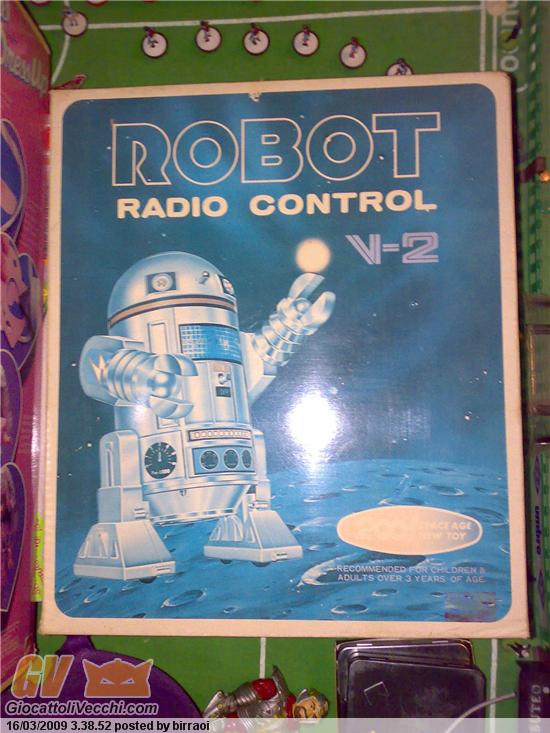 ROBOT
RADIO CONTROL
V-2
SPACE AGE
NEW TOY
RECOMMENDED FOR CHILDREN &
ADULTS OVER 3 YEARS OF AGE.
GV
GiocattoliVecchi.com
16/03/2009 3.38.52 posted by birraoi